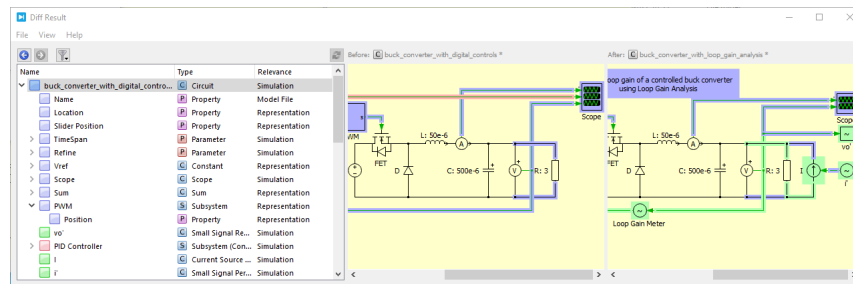 Diff Result
File View Help
Before: C buck_converter_with_digital_controls *
After: C buck_converter_with_loop_gain_analysis *
Name Type Relevance
buck_converter_with_digital_contro... C Circuit Simulation
Name P Property Model File
Location P Property Representation
Slider Position P Property Representation
TimeSpan P Parameter Simulation
Refine P Parameter Simulation
Vref C Constant Representation
Scope C Scope Simulation
Sum C Sum Representation
PWM S Subsystem Representation
Position P Property Representation
vo' C Small Signal Re... Simulation
PID Controller S Subsystem (Con... Simulation
I C Current Source ... Simulation
i' C Small Signal Per... Simulation
Scope
s
WM
L: 50e-6
A
FET
D
C: 500e-6
V
R: 3
oop gain of a controlled buck converter
using Loop Gain Analysis
Scope
vo'
L: 50e-6
A
FET
D
C: 500e-6
V
R: 3
I
i'
Loop Gain Meter